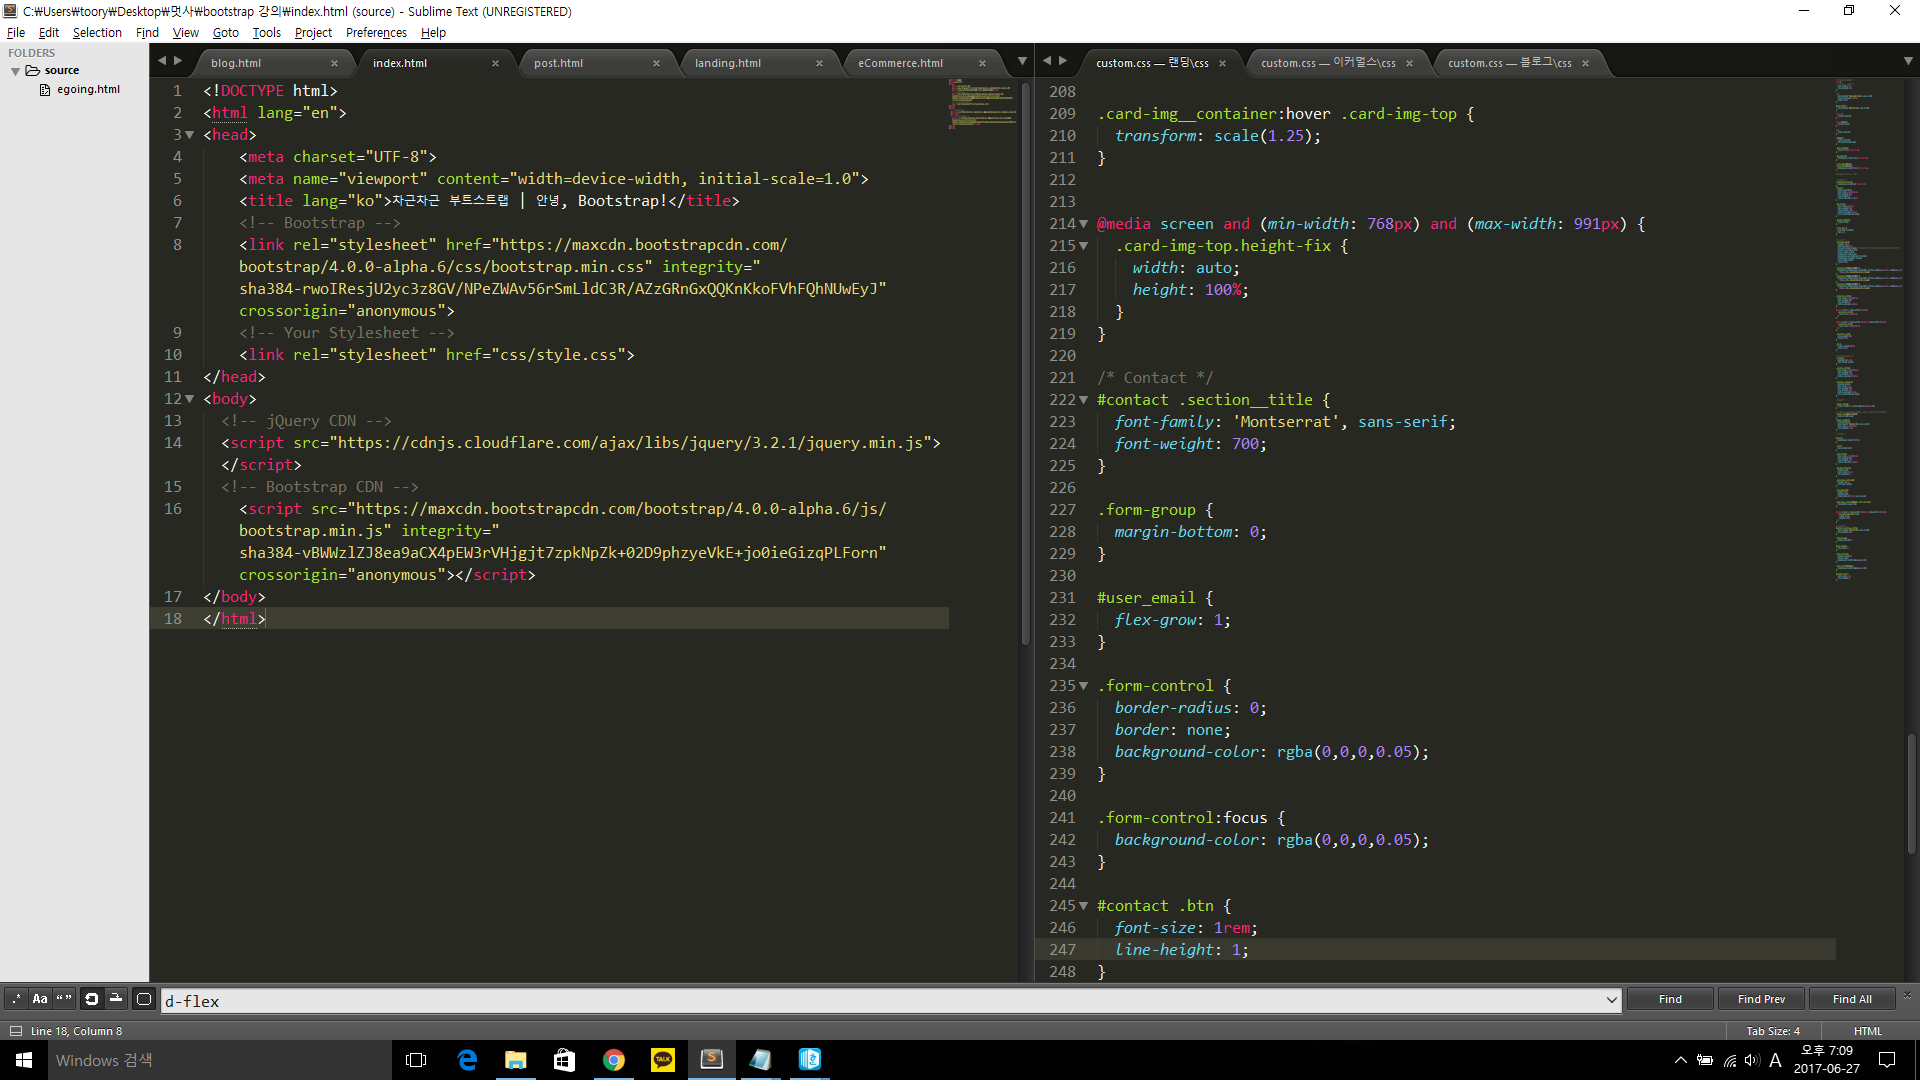 C:₩Users₩toory₩Desktop₩멋사₩bootstrap 강의₩index.html (source) - Sublime Text (UNREGISTERED)
File Edit Selection Find View Goto Tools Project Preferences Help
FOLDERS
source
egoing.html
blog.html × index.html × post.html × landing.html × eCommerce.html ×
1 <!DOCTYPE html>
2 <html lang="en">
3 <head>
4 <meta charset="UTF-8">
5 <meta name="viewport" content="width=device-width, initial-scale=1.0">
6 <title lang="ko">차근차근 부트스트랩 | 안녕, Bootstrap!</title>
7 <!-- Bootstrap -->
8 <link rel="stylesheet" href="https://maxcdn.bootstrapcdn.com/
bootstrap/4.0.0-alpha.6/css/bootstrap.min.css" integrity="
sha384-rwoIResjU2yc3z8GV/NPeZWAv56rSmLldC3R/AZzGRnGxQQKnKkoFVhFQhNUwEyJ"
crossorigin="anonymous">
9 <!-- Your Stylesheet -->
10 <link rel="stylesheet" href="css/style.css">
11 </head>
12 <body>
13 <!-- jQuery CDN -->
14 <script src="https://cdnjs.cloudflare.com/ajax/libs/jquery/3.2.1/jquery.min.js">
</script>
15 <!-- Bootstrap CDN -->
16 <script src="https://maxcdn.bootstrapcdn.com/bootstrap/4.0.0-alpha.6/js/
bootstrap.min.js" integrity="
sha384-vBWWzlZJ8ea9aCX4pEW3rVHjgjt7zpkNpZk+02D9phzyeVkE+jo0ieGizqPLForn"
crossorigin="anonymous"></script>
17 </body>
18 </html>
custom.css — 랜딩\css × custom.css — 이커멀스\css × custom.css — 블로그\css ×
208
209 .card-img__container:hover .card-img-top {
210 transform: scale(1.25);
211 }
212
213
214 @media screen and (min-width: 768px) and (max-width: 991px) {
215 .card-img-top.height-fix {
216 width: auto;
217 height: 100%;
218 }
219 }
220
221 /* Contact */
222 #contact .section__title {
223 font-family: 'Montserrat', sans-serif;
224 font-weight: 700;
225 }
226
227 .form-group {
228 margin-bottom: 0;
229 }
230
231 #user_email {
232 flex-grow: 1;
233 }
234
235 .form-control {
236 border-radius: 0;
237 border: none;
238 background-color: rgba(0,0,0,0.05);
239 }
240
241 .form-control:focus {
242 background-color: rgba(0,0,0,0.05);
243 }
244
245 #contact .btn {
246 font-size: 1rem;
247 line-height: 1;
248 }
.* Aa “ ” d-flex Find Find Prev Find All
Line 18, Column 8 Tab Size: 4 HTML
Windows 검색 TALK A 오후 7:09
2017-06-27